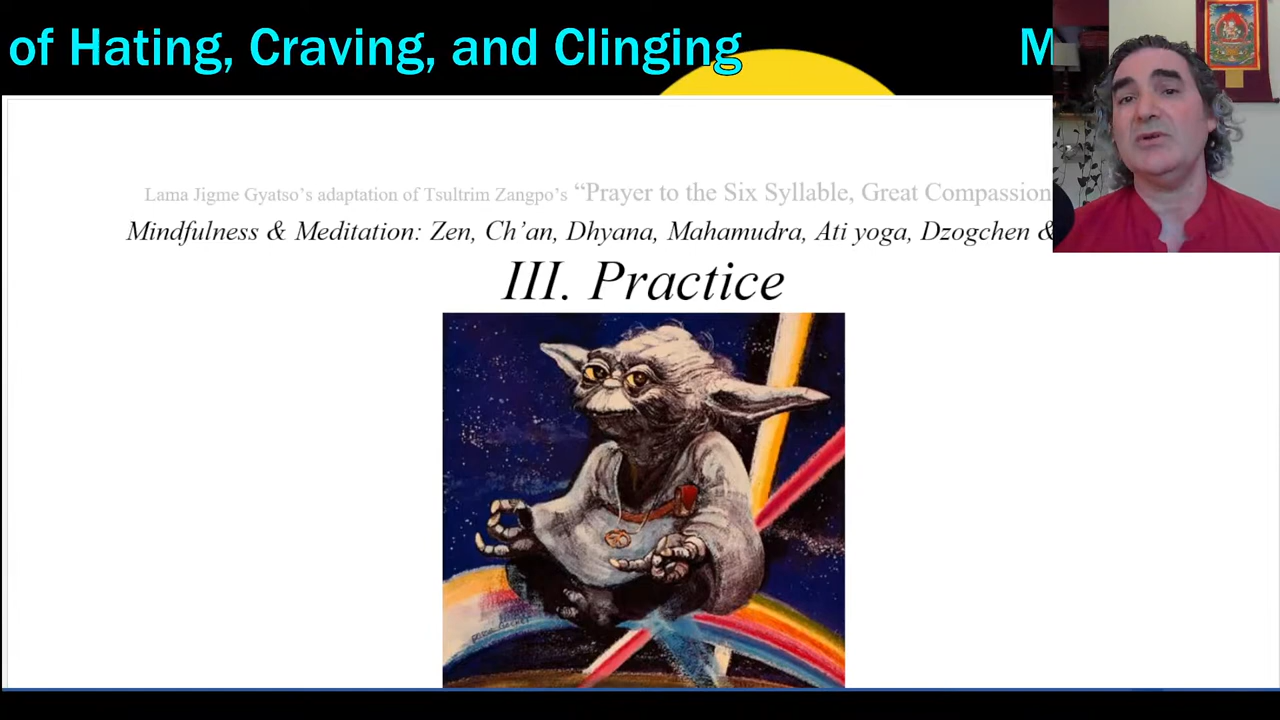 of Hating, Craving, and Clinging M
Lama Jigme Gyatso’s adaptation of Tsultrim Zangpo’s “Prayer to the Six Syllable, Great Compassion
Mindfulness & Meditation: Zen, Ch’an, Dhyana, Mahamudra, Ati yoga, Dzogchen &
III. Practice